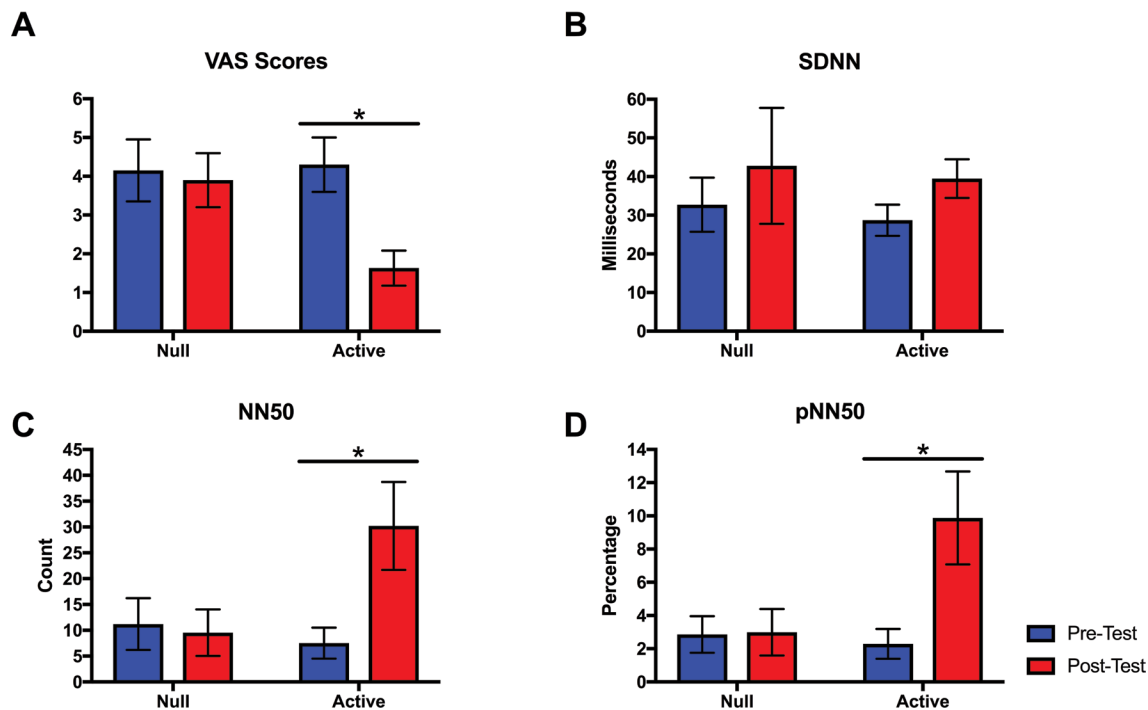 A
VAS Scores
6
5
4
3
2
1
0
*
Null
Active
B
SDNN
Milliseconds
60
50
40
30
20
10
0
Null
Active
C
NN50
Count
45
40
35
30
25
20
15
10
5
0
*
Null
Active
D
pNN50
Percentage
14
12
10
8
6
4
2
0
*
Null
Active
Pre-Test
Post-Test